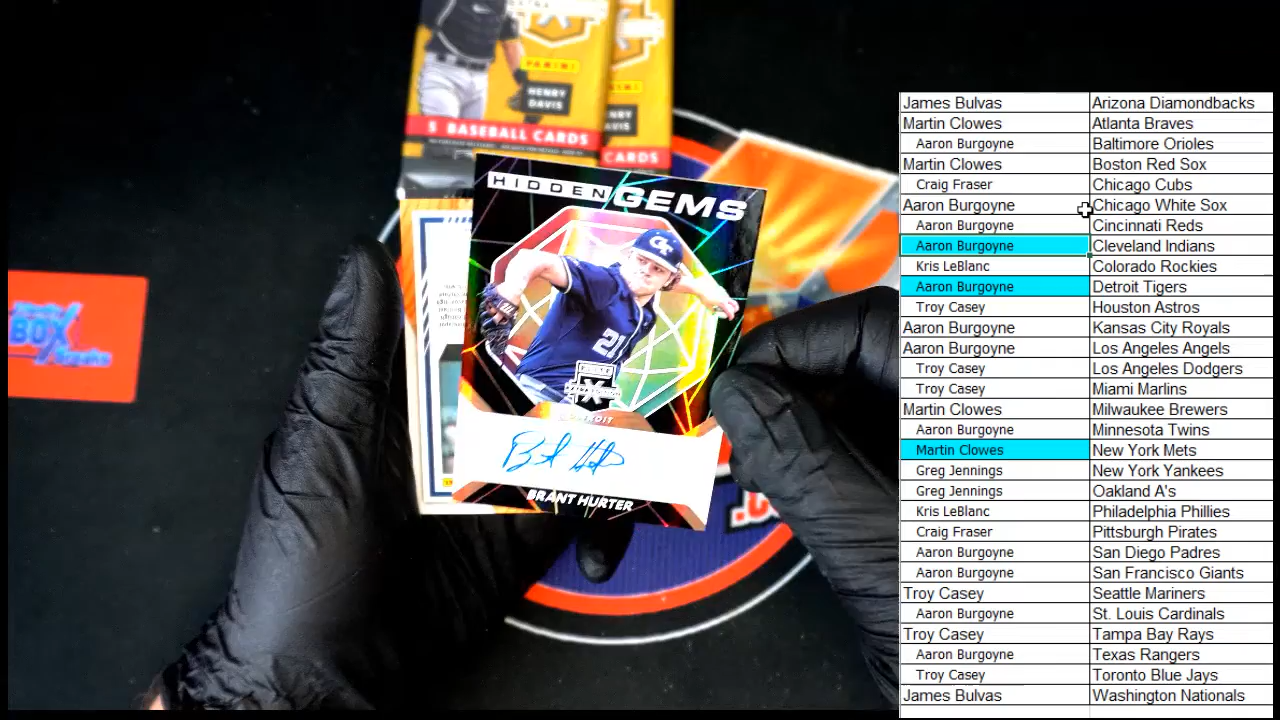 EXTRA
X
PANINI
HENRY
DAVIS
5 BASEBALL CARDS
CARDS
HIDDEN GEMS
GT
21
X
DETROIT
BRANT HURTER
BOX
Breaks
James Bulvas Arizona Diamondbacks
Martin Clowes Atlanta Braves
Aaron Burgoyne Baltimore Orioles
Martin Clowes Boston Red Sox
Craig Fraser Chicago Cubs
Aaron Burgoyne Chicago White Sox
Aaron Burgoyne Cincinnati Reds
Aaron Burgoyne Cleveland Indians
Kris LeBlanc Colorado Rockies
Aaron Burgoyne Detroit Tigers
Troy Casey Houston Astros
Aaron Burgoyne Kansas City Royals
Aaron Burgoyne Los Angeles Angels
Troy Casey Los Angeles Dodgers
Troy Casey Miami Marlins
Martin Clowes Milwaukee Brewers
Aaron Burgoyne Minnesota Twins
Martin Clowes New York Mets
Greg Jennings New York Yankees
Greg Jennings Oakland A's
Kris LeBlanc Philadelphia Phillies
Craig Fraser Pittsburgh Pirates
Aaron Burgoyne San Diego Padres
Aaron Burgoyne San Francisco Giants
Troy Casey Seattle Mariners
Aaron Burgoyne St. Louis Cardinals
Troy Casey Tampa Bay Rays
Aaron Burgoyne Texas Rangers
Troy Casey Toronto Blue Jays
James Bulvas Washington Nationals